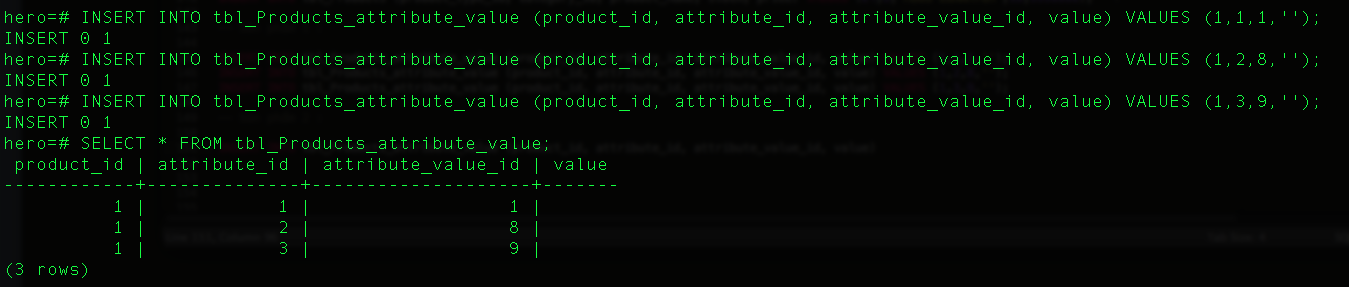 hero=# INSERT INTO tbl_Products_attribute_value (product_id, attribute_id, attribute_value_id, value) VALUES (1,1,1,'');
INSERT 0 1
hero=# INSERT INTO tbl_Products_attribute_value (product_id, attribute_id, attribute_value_id, value) VALUES (1,2,8,'');
INSERT 0 1
hero=# INSERT INTO tbl_Products_attribute_value (product_id, attribute_id, attribute_value_id, value) VALUES (1,3,9,'');
INSERT 0 1
hero=# SELECT * FROM tbl_Products_attribute_value;
 product_id | attribute_id | attribute_value_id | value
------------+--------------+--------------------+-------
          1 |            1 |                  1 |
          1 |            2 |                  8 |
          1 |            3 |                  9 |
(3 rows)